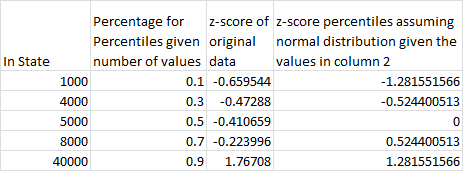 In State Percentage for Percentiles given number of values z-score of original data z-score percentiles assuming normal distribution given the values in column 2
1000 0.1 -0.659544 -1.281551566
4000 0.3 -0.47288 -0.524400513
5000 0.5 -0.410659 0
8000 0.7 -0.223996 0.524400513
40000 0.9 1.76708 1.281551566